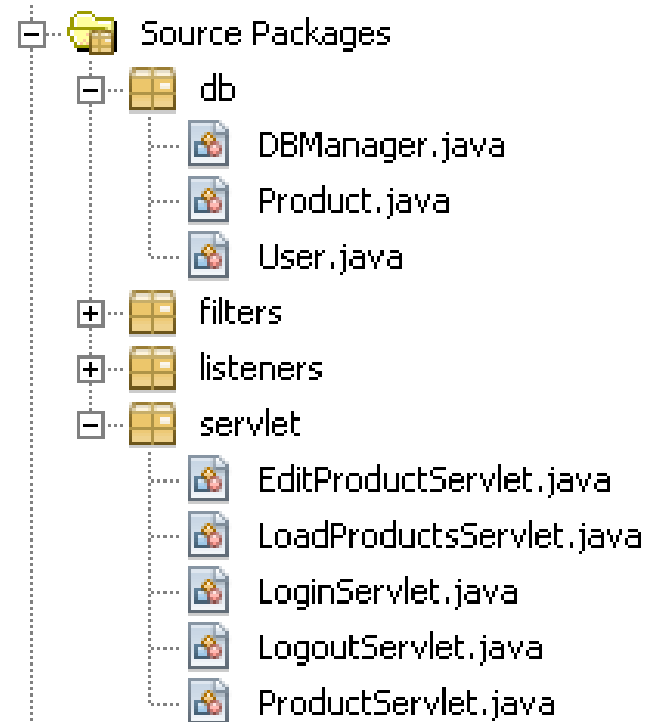 Source Packages
db
DBManager.java
Product.java
User.java
filters
listeners
servlet
EditProductServlet.java
LoadProductsServlet.java
LoginServlet.java
LogoutServlet.java
ProductServlet.java